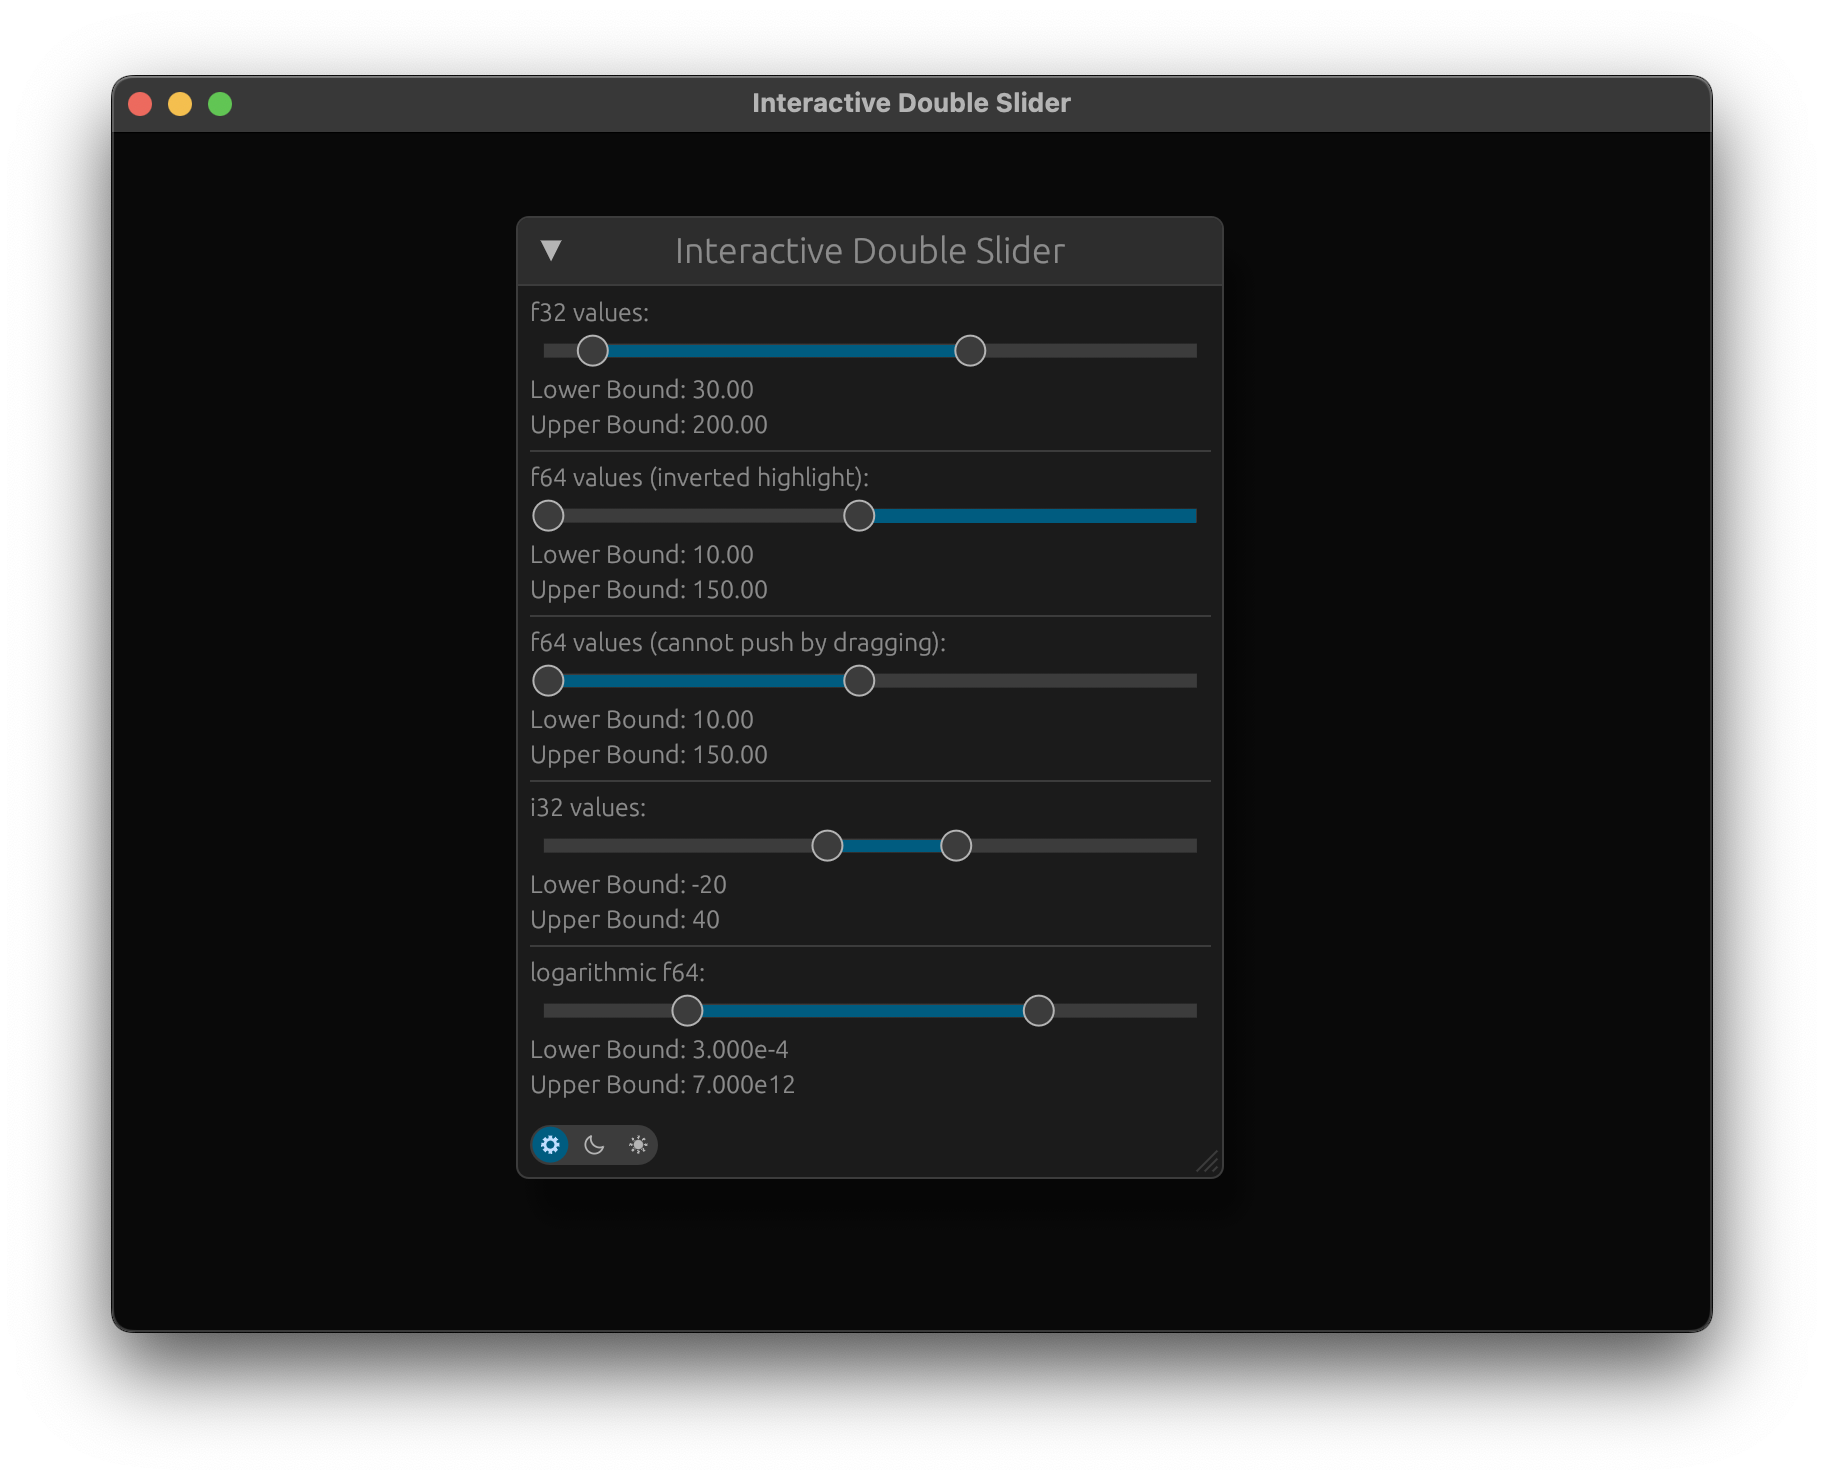 Interactive Double Slider
Interactive Double Slider
f32 values:
Lower Bound: 30.00
Upper Bound: 200.00
f64 values (inverted highlight):
Lower Bound: 10.00
Upper Bound: 150.00
f64 values (cannot push by dragging):
Lower Bound: 10.00
Upper Bound: 150.00
i32 values:
Lower Bound: -20
Upper Bound: 40
logarithmic f64:
Lower Bound: 3.000e-4
Upper Bound: 7.000e12